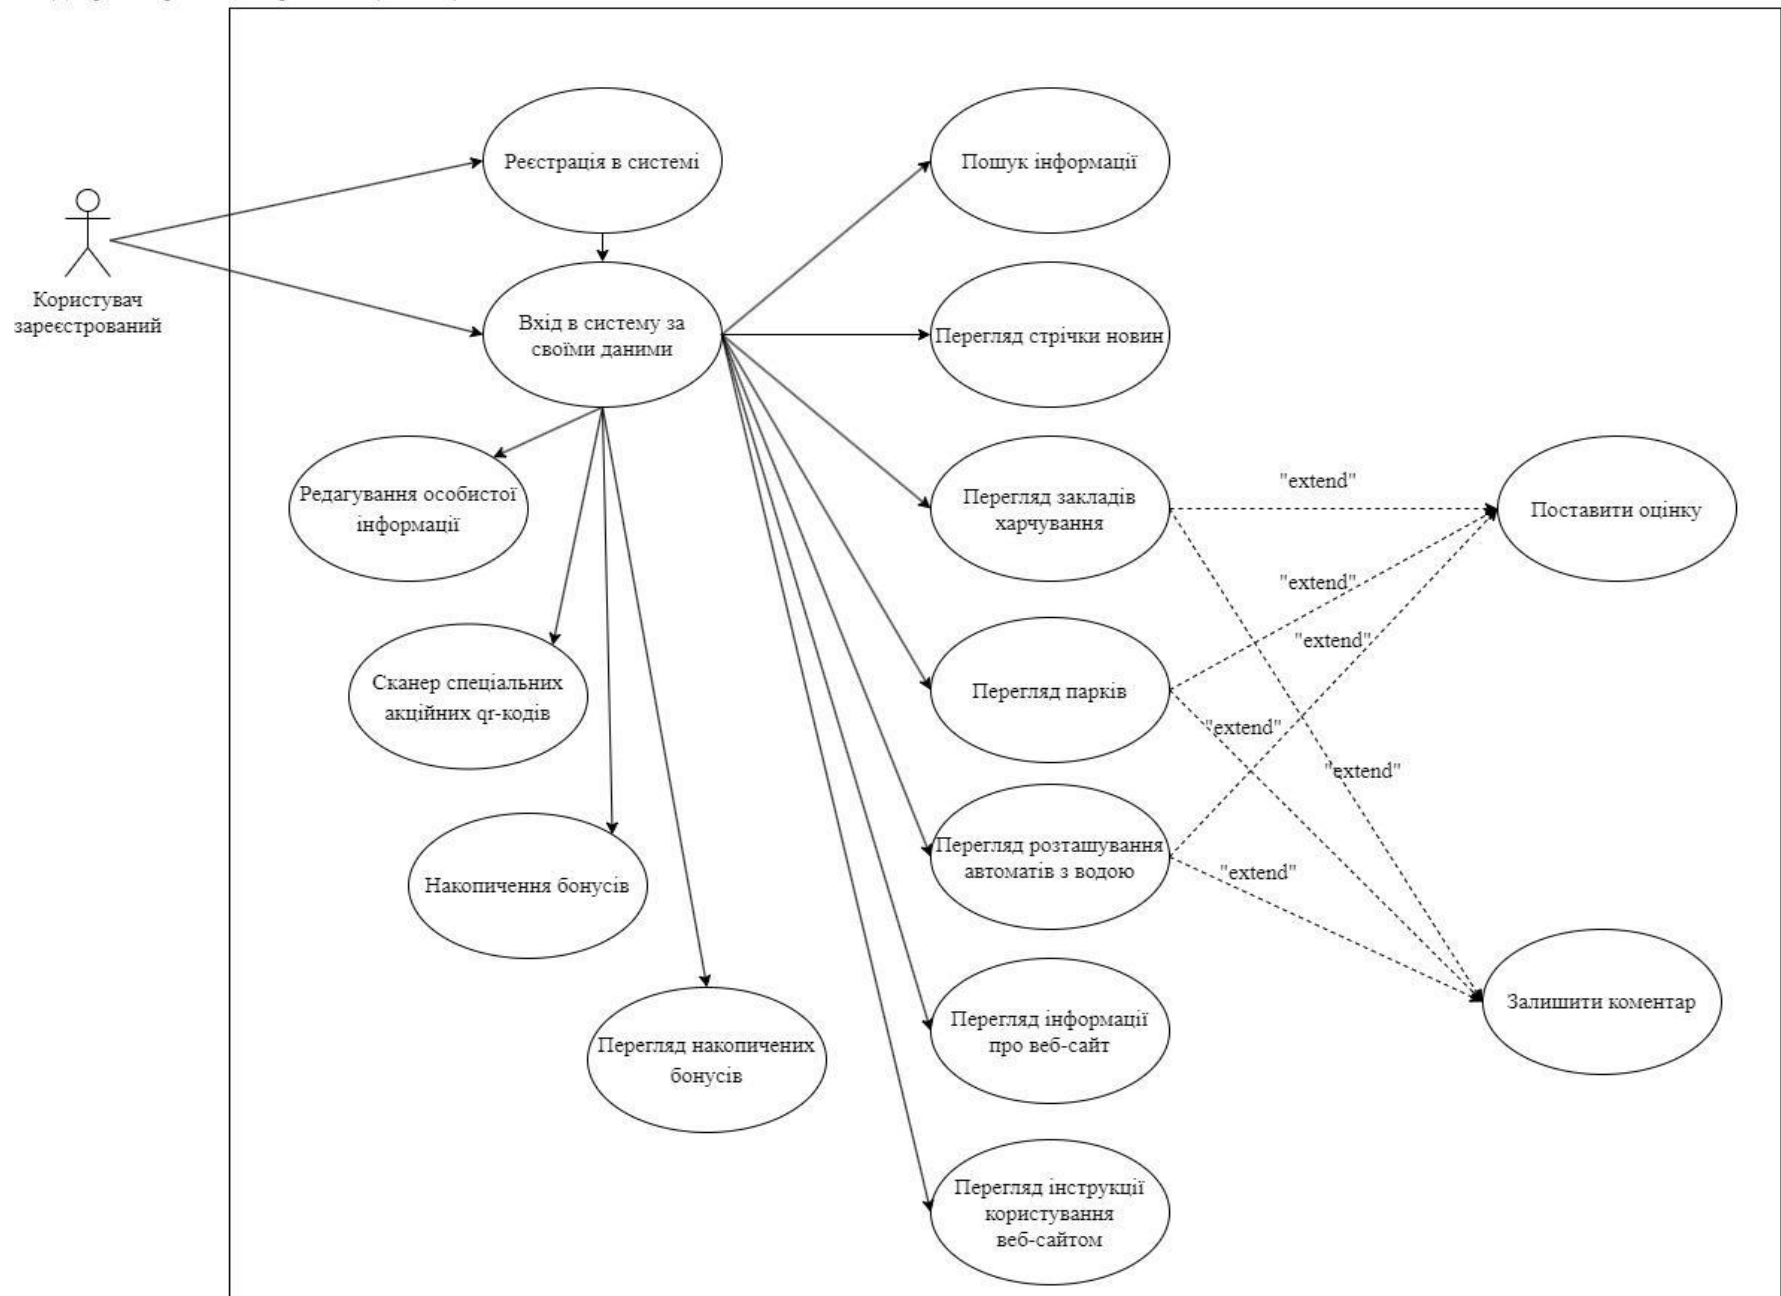 Реєстрація в системі
Пошук інформації
Користувач
зареєстрований
Вхід в систему за
своїми даними
Перегляд стрічки новин
Редагування особистої
інформації
Перегляд закладів
харчування
"extend"
Поставити оцінку
"extend"
"extend"
Сканер спеціальних
акційних qr-кодів
Перегляд парків
"extend"
"extend"
Накопичення бонусів
Перегляд розташування
автоматів з водою
"extend"
Перегляд накопичених
бонусів
Перегляд інформації
про веб-сайт
Залишити коментар
Перегляд інструкції
користування
веб-сайтом